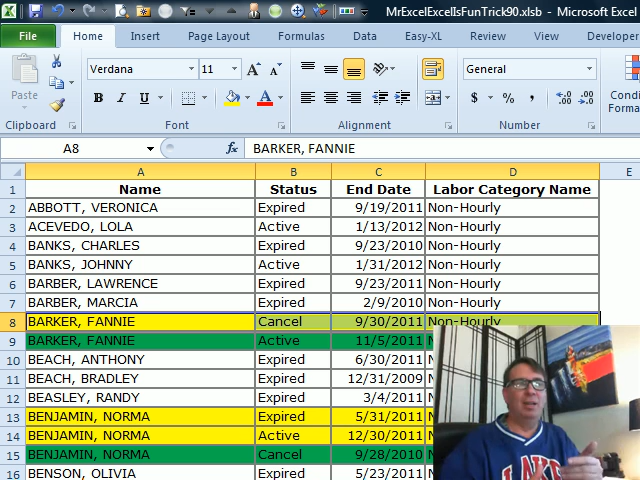 MrExcelExcelIsFunTrick90.xlsb - Microsoft Excel
File Home Insert Page Layout Formulas Data Easy-XL Review View Developer
Paste
Verdana 11
General
B I U
$ % ,
Clipboard Font Alignment Number
A8 fx BARKER, FANNIE
A B C D E
1 Name Status End Date Labor Category Name
2 ABBOTT, VERONICA Expired 9/19/2011 Non-Hourly
3 ACEVEDO, LOLA Active 1/13/2012 Non-Hourly
4 BANKS, CHARLES Expired 9/23/2010 Non-Hourly
5 BANKS, JOHNNY Active 1/31/2012 Non-Hourly
6 BARBER, LAWRENCE Expired 9/23/2011 Non-Hourly
7 BARBER, MARCIA Expired 2/9/2010 Non-Hourly
8 BARKER, FANNIE Cancel 9/30/2011 Non-Hourly
9 BARKER, FANNIE Active 11/5/2011
10 BEACH, ANTHONY Expired 6/30/2011
11 BEACH, BRADLEY Expired 12/31/2009
12 BEASLEY, RANDY Expired 3/4/2011
13 BENJAMIN, NORMA Expired 5/31/2011
14 BENJAMIN, NORMA Active 12/30/2011
15 BENJAMIN, NORMA Cancel 9/28/2010
16 BENSON, OLIVIA Expired 5/23/2011